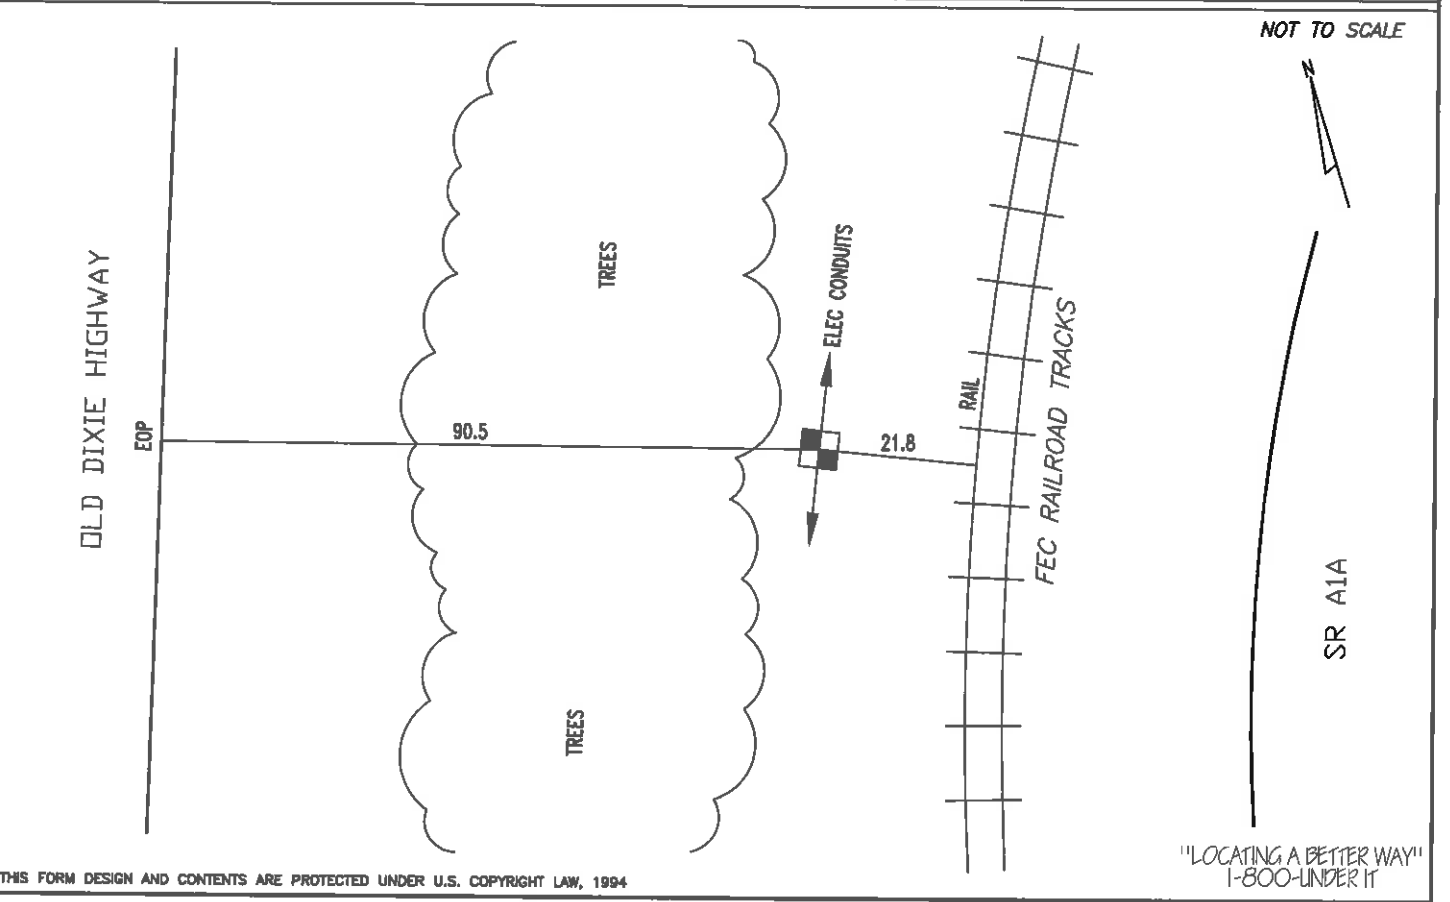 NOT TO SCALE
N
OLD DIXIE HIGHWAY
EOP
90.5
TREES
TREES
ELEC CONDUITS
21.8
RAIL
FEC RAILROAD TRACKS
SR A1A
"LOCATING A BETTER WAY"
1-800-UNDER IT
THIS FORM DESIGN AND CONTENTS ARE PROTECTED UNDER U.S. COPYRIGHT LAW, 1994